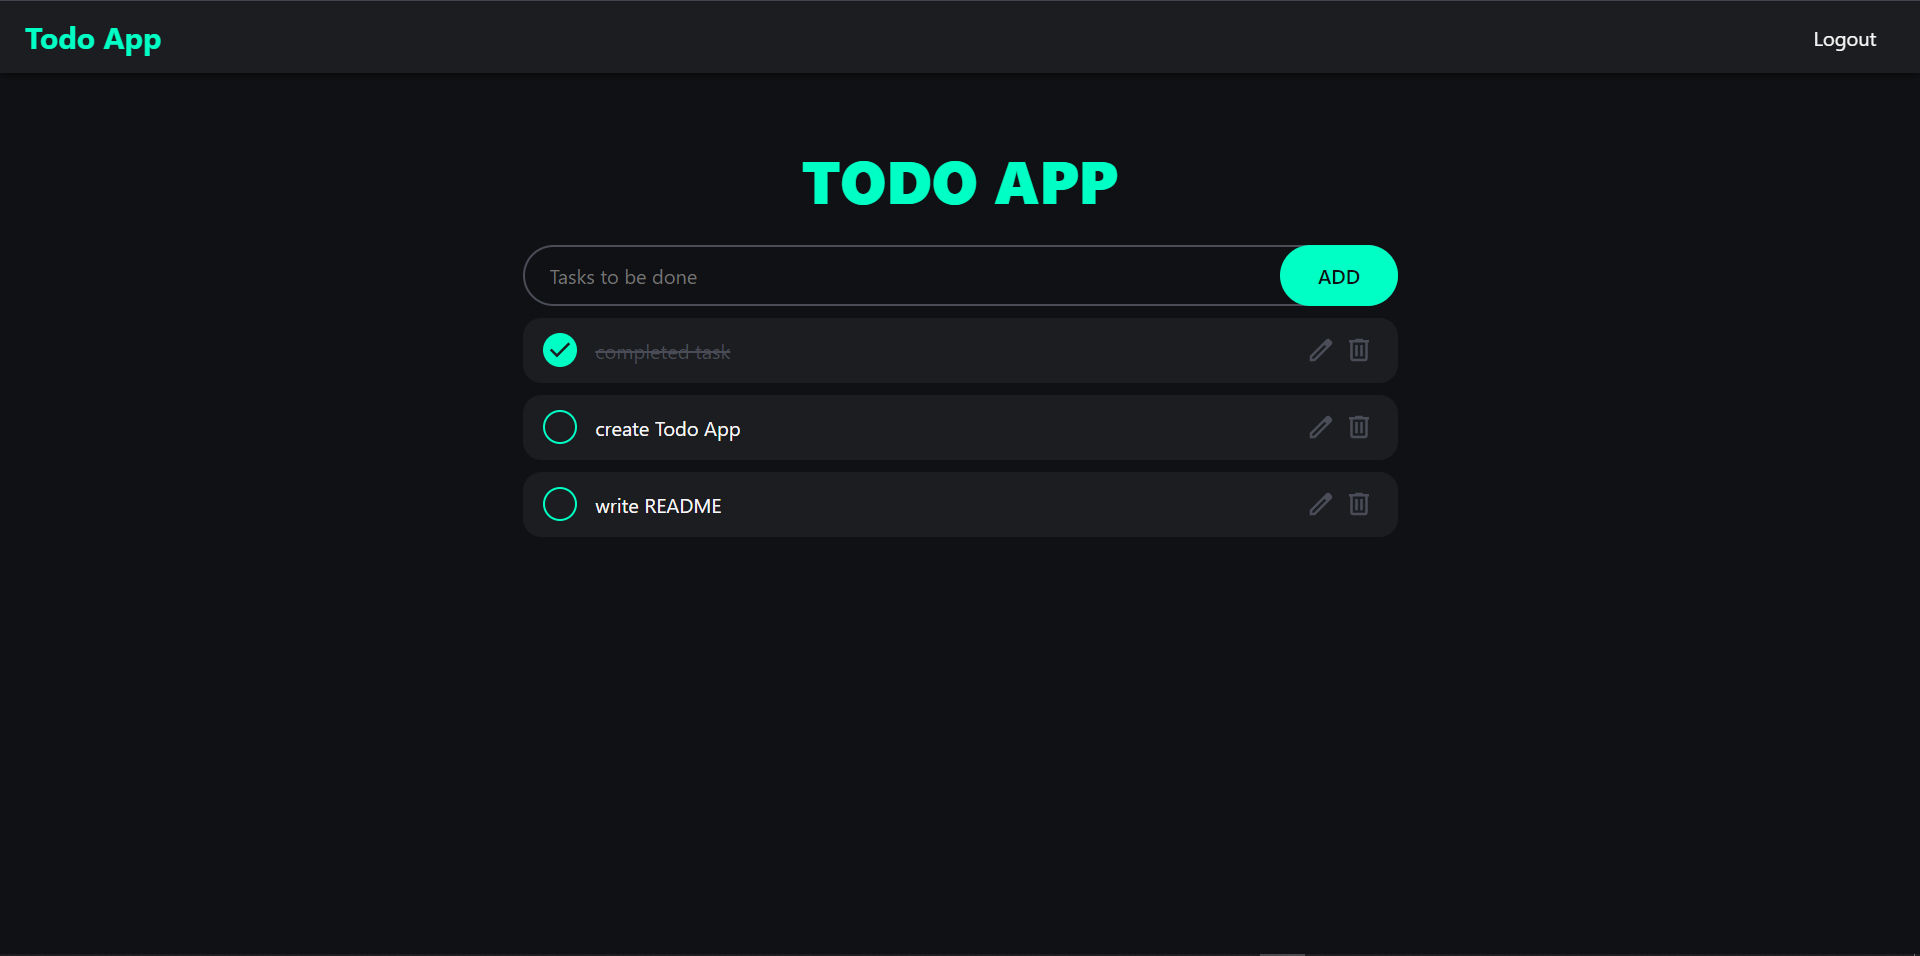 Todo App
Logout
TODO APP
Tasks to be done
ADD
completed task
create Todo App
write README